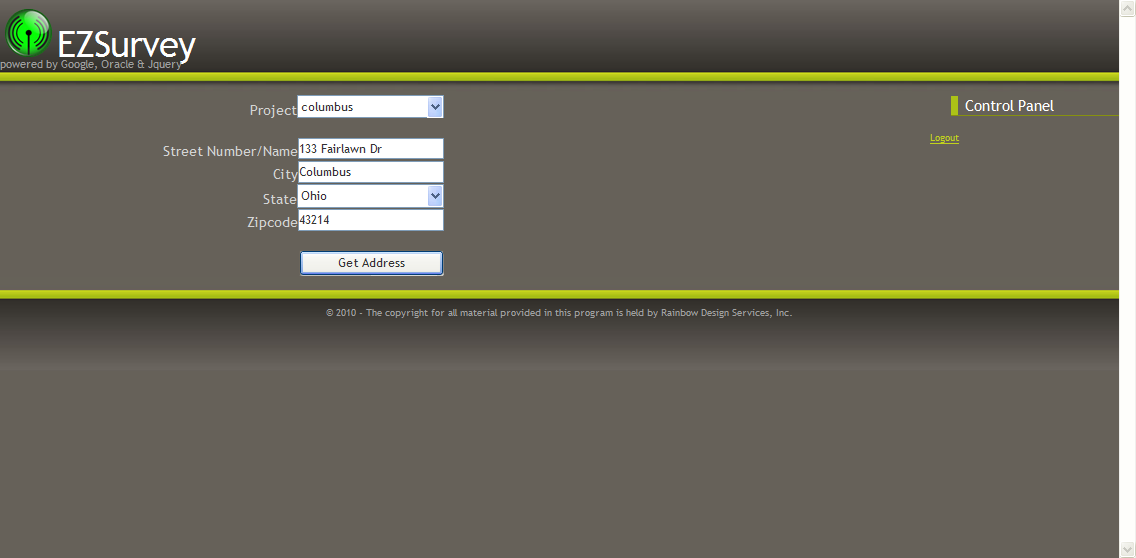 EZSurvey
powered by Google, Oracle & Jquery
Project columbus
Control Panel
Logout
Street Number/Name 133 Fairlawn Dr
City Columbus
State Ohio
Zipcode 43214
Get Address
© 2010 - The copyright for all material provided in this program is held by Rainbow Design Services, Inc.